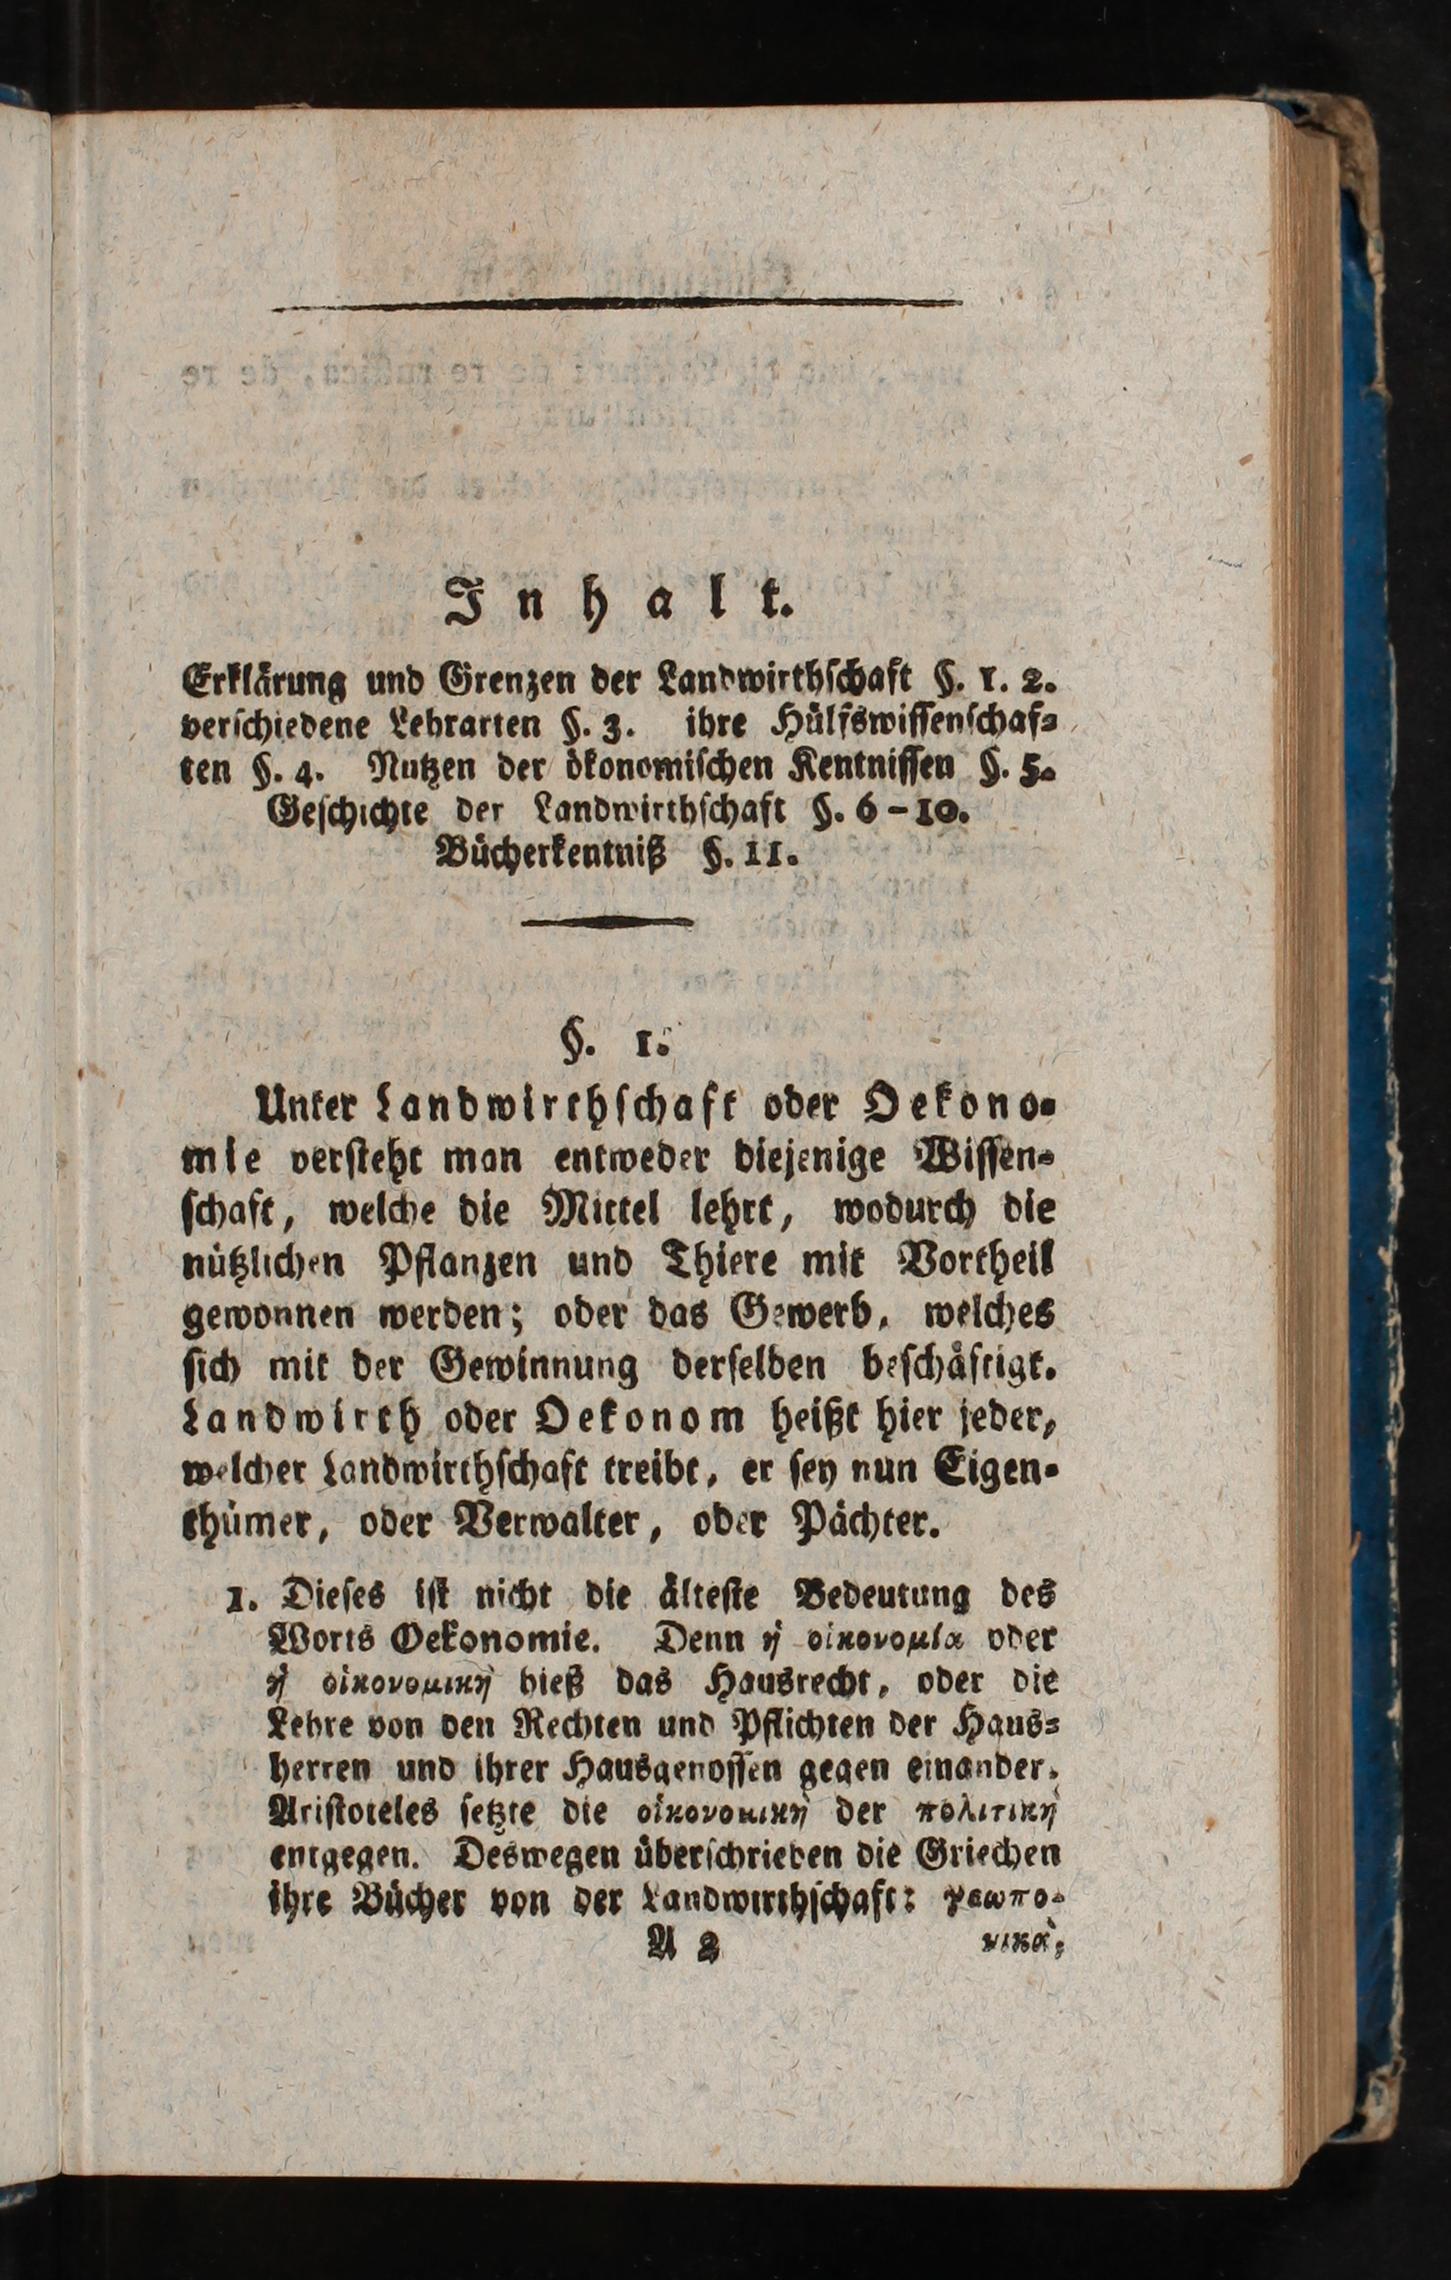 Inhalt.
Erklärung und Grenzen der Landwirthſchaft §. 1. 2.
verſchiedene Lehrarten §. 3. ihre Hülfswiſſenſchaf⸗
ten §. 4. Nutzen der ökonomiſchen Kentniſſen §. 5.
Geſchichte der Landwirthſchaft §. 6-10.
Bücherkentniß §. 11.
§. 1.
Unter Landwirthſchaft oder Oekono⸗
mie verſteht man entweder diejenige Wiſſen⸗
ſchaft, welche die Mittel lehrt, wodurch die
nützlichen Pflanzen und Thiere mit Vortheil
gewonnen werden; oder das Gewerb, welches
ſich mit der Gewinnung derſelben beſchäftigt.
Landwirth oder Oekonom heißt hier jeder,
welcher Landwirthſchaft treibt, er ſey nun Eigen⸗
thümer, oder Verwalter, oder Pächter.
1. Dieſes iſt nicht die älteſte Bedeutung des
Worts Oekonomie. Denn ἡ οἰκονομία oder
ἡ οἰκονομικὴ hieß das Hausrecht, oder die
Lehre von den Rechten und Pflichten der Haus⸗
herren und ihrer Hausgenoſſen gegen einander.
Ariſtoteles ſetzte die οἰκονομικὴ der πολιτικὴ
entgegen. Deswegen überſchrieben die Griechen
ihre Bücher von der Landwirthſchaft: γεωπο⸗
A 2 νικὰ,